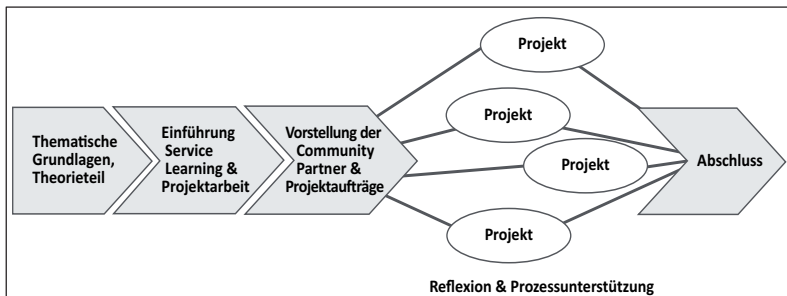 Thematische
Grundlagen,
Theorieteil
Einführung
Service
Learning &
Projektarbeit
Vorstellung der
Community
Partner &
Projektaufträge
Projekt
Projekt
Projekt
Projekt
Abschluss
Reflexion & Prozessunterstützung